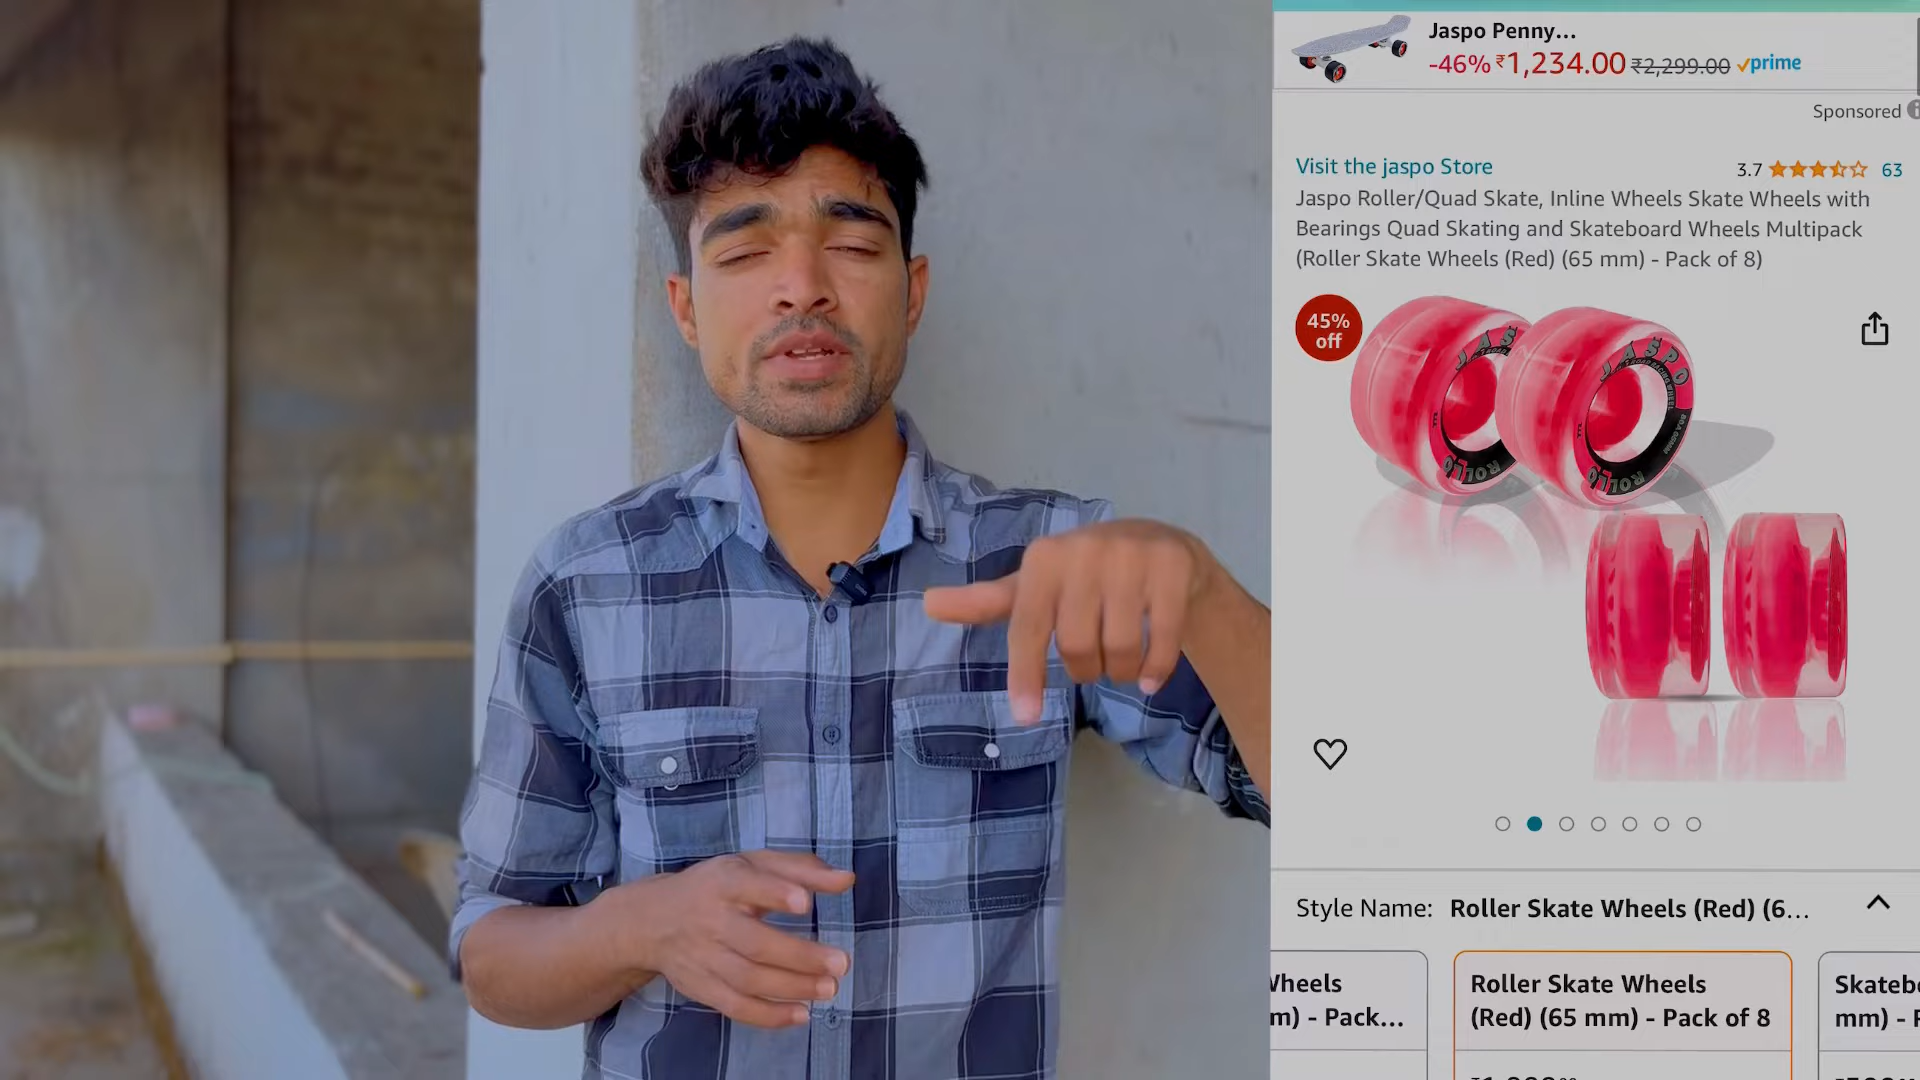 Jaspo Penny...
-46% ₹1,234.00 ₹2,299.00 prime
Sponsored
Visit the jaspo Store
3.7 63
Jaspo Roller/Quad Skate, Inline Wheels Skate Wheels with
Bearings Quad Skating and Skateboard Wheels Multipack
(Roller Skate Wheels (Red) (65 mm) - Pack of 8)
45%
off
JAS
JASPO
ROLLO
ROLLO
Style Name: Roller Skate Wheels (Red) (6...
Wheels
m) - Pack...
Roller Skate Wheels
(Red) (65 mm) - Pack of 8
Skateb
mm) - P